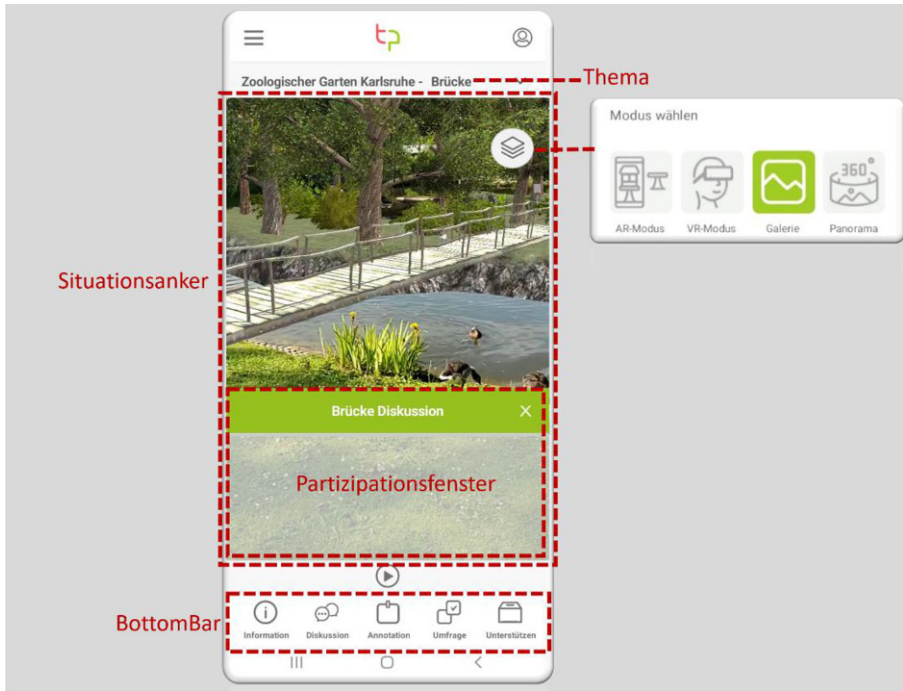 tp
Zoologischer Garten Karlsruhe - Brücke
Thema
Modus wählen
360°
AR-Modus VR-Modus Galerie Panorama
Situationsanker
Brücke Diskussion X
Partizipationsfenster
BottomBar
Information Diskussion Annotation Umfrage Unterstützen